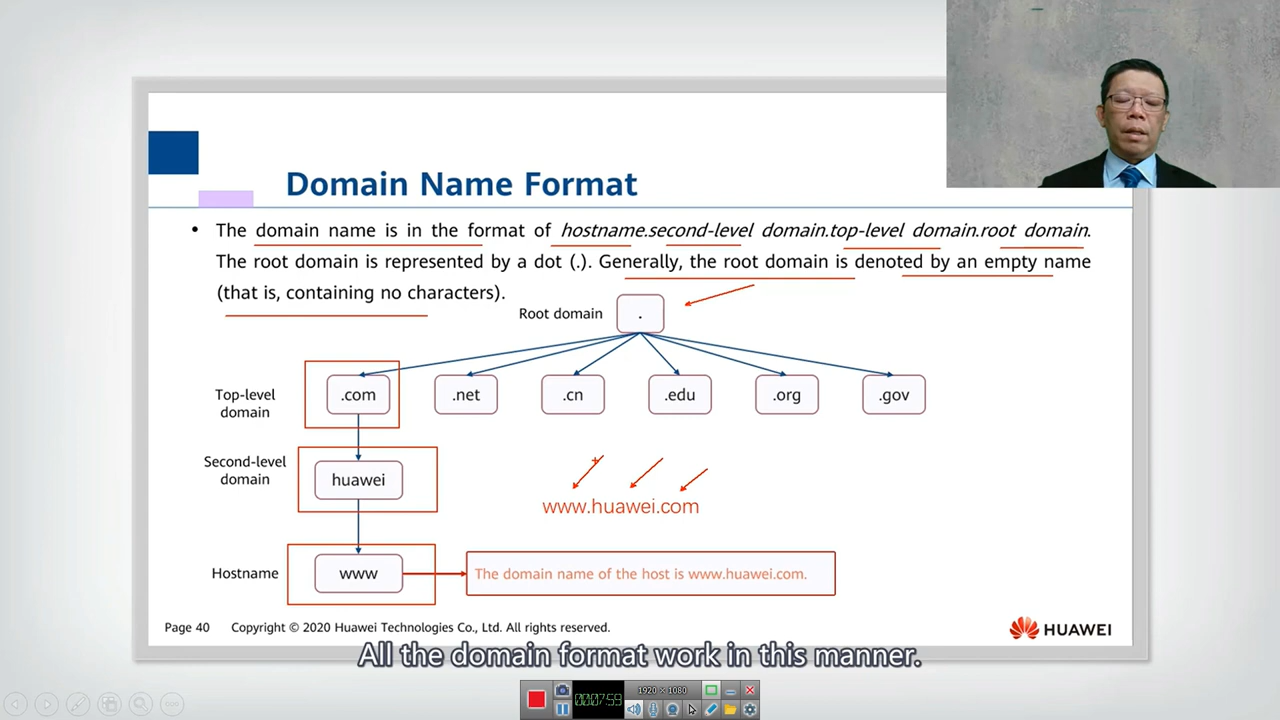 Domain Name Format
• The domain name is in the format of hostname.second-level domain.top-level domain.root domain.
The root domain is represented by a dot (.). Generally, the root domain is denoted by an empty name
(that is, containing no characters).
Root domain
.
Top-level
domain
.com
.net
.cn
.edu
.org
.gov
Second-level
domain
huawei
www.huawei.com
Hostname
www
The domain name of the host is www.huawei.com.
Page 40
Copyright © 2020 Huawei Technologies Co., Ltd. All rights reserved.
HUAWEI
All the domain format work in this manner.
1920 × 1080
000:07:59